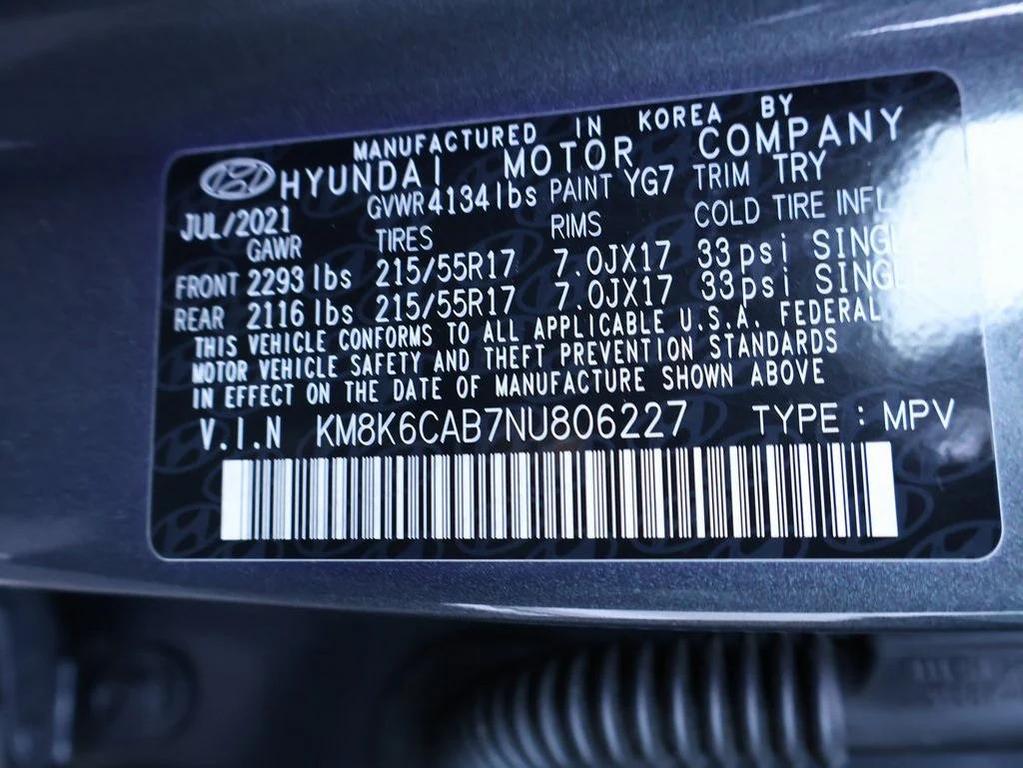 MANUFACTURED IN KOREA BY
HYUNDAI MOTOR COMPANY
JUL/2021 GVWR 4134lbs PAINT YG7 TRIM TRY
GAWR TIRES RIMS COLD TIRE INFL
FRONT 2293 lbs 215/55R17 7.0JX17 33psi SINGL
REAR 2116 lbs 215/55R17 7.0JX17 33psi SINGL
THIS VEHICLE CONFORMS TO ALL APPLICABLE U.S.A. FEDERAL
MOTOR VEHICLE SAFETY AND THEFT PREVENTION STANDARDS
IN EFFECT ON THE DATE OF MANUFACTURE SHOWN ABOVE
V.I.N KM8K6CAB7NU806227 TYPE : MPV